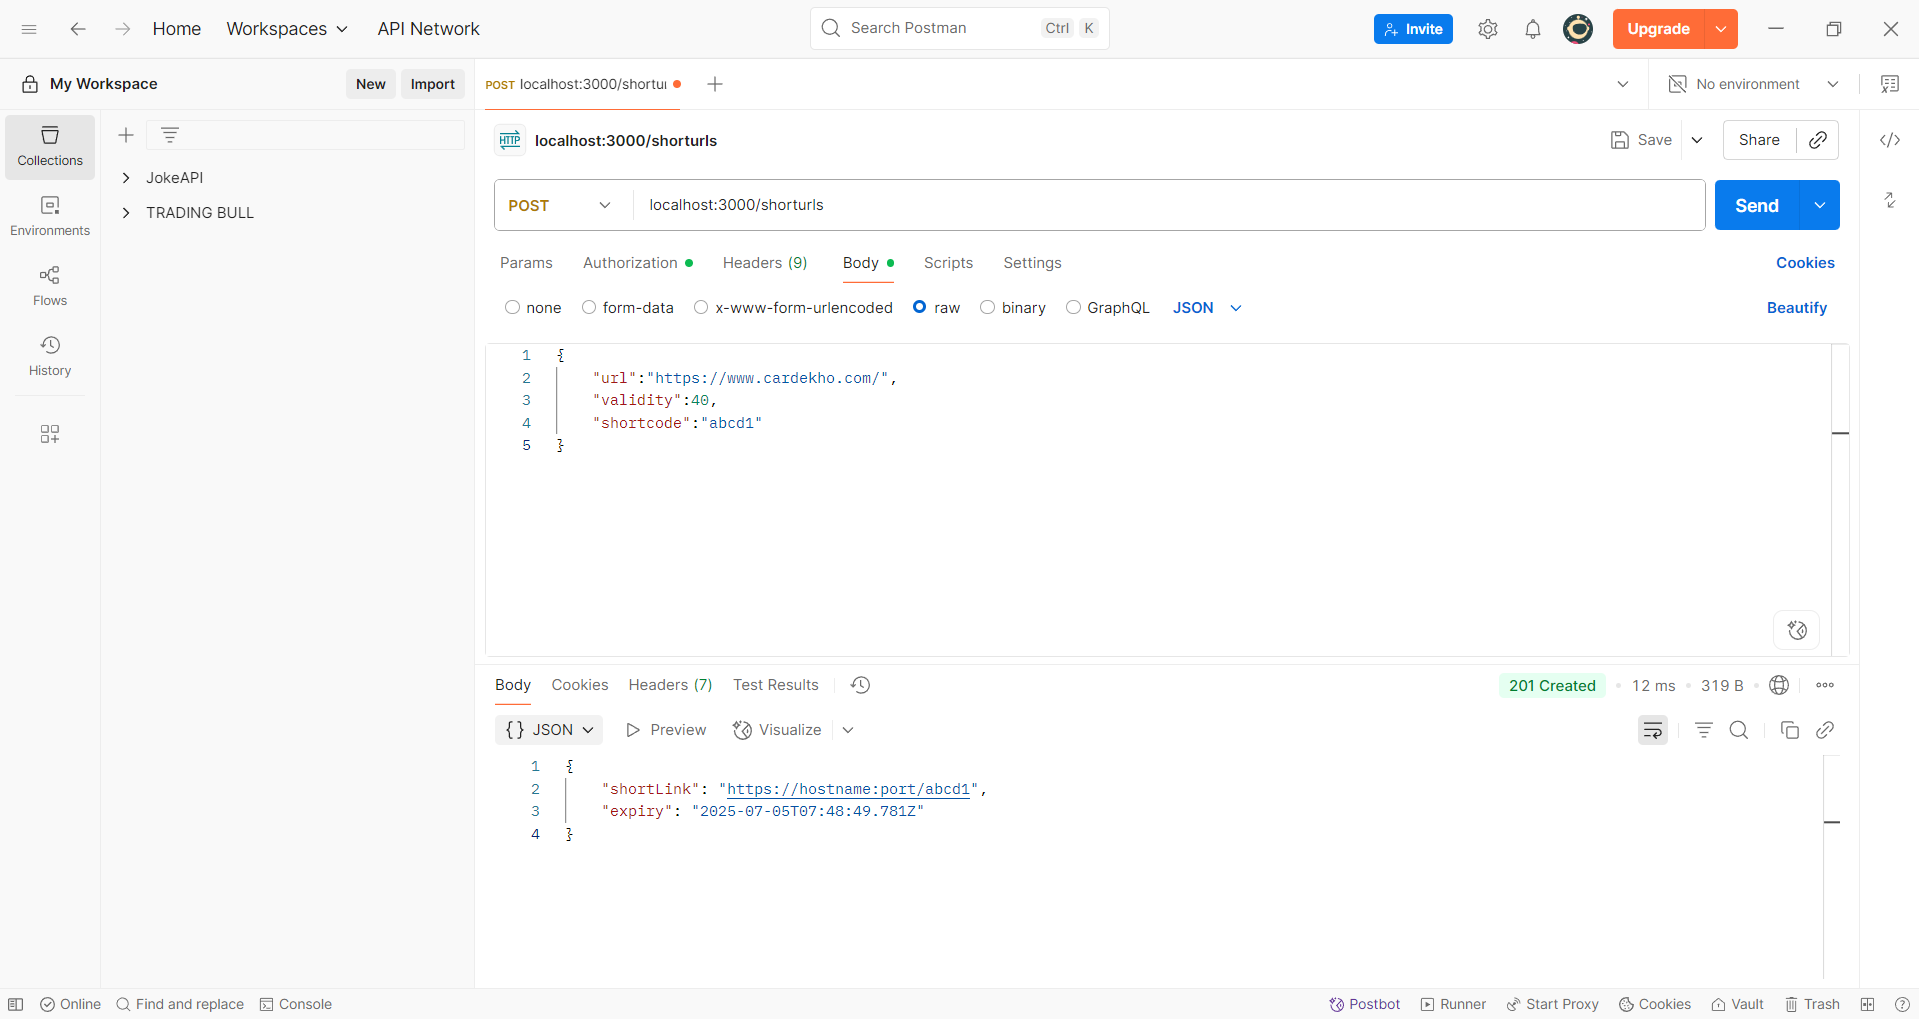 Home Workspaces API Network Search Postman Ctrl K Invite Upgrade
My Workspace New Import POST localhost:3000/shortur No environment
Collections
Environments
Flows
History
JokeAPI
TRADING BULL
HTTP localhost:3000/shorturls Save Share
POST localhost:3000/shorturls Send
Params Authorization Headers (9) Body Scripts Settings Cookies
none form-data x-www-form-urlencoded raw binary GraphQL JSON Beautify
1 {
2 "url":"https://www.cardekho.com/",
3 "validity":40,
4 "shortcode":"abcd1"
5 }
Body Cookies Headers (7) Test Results 201 Created 12 ms 319 B
{} JSON Preview Visualize
1 {
2 "shortLink": "https://hostname:port/abcd1",
3 "expiry": "2025-07-05T07:48:49.781Z"
4 }
Online Find and replace Console Postbot Runner Start Proxy Cookies Vault Trash